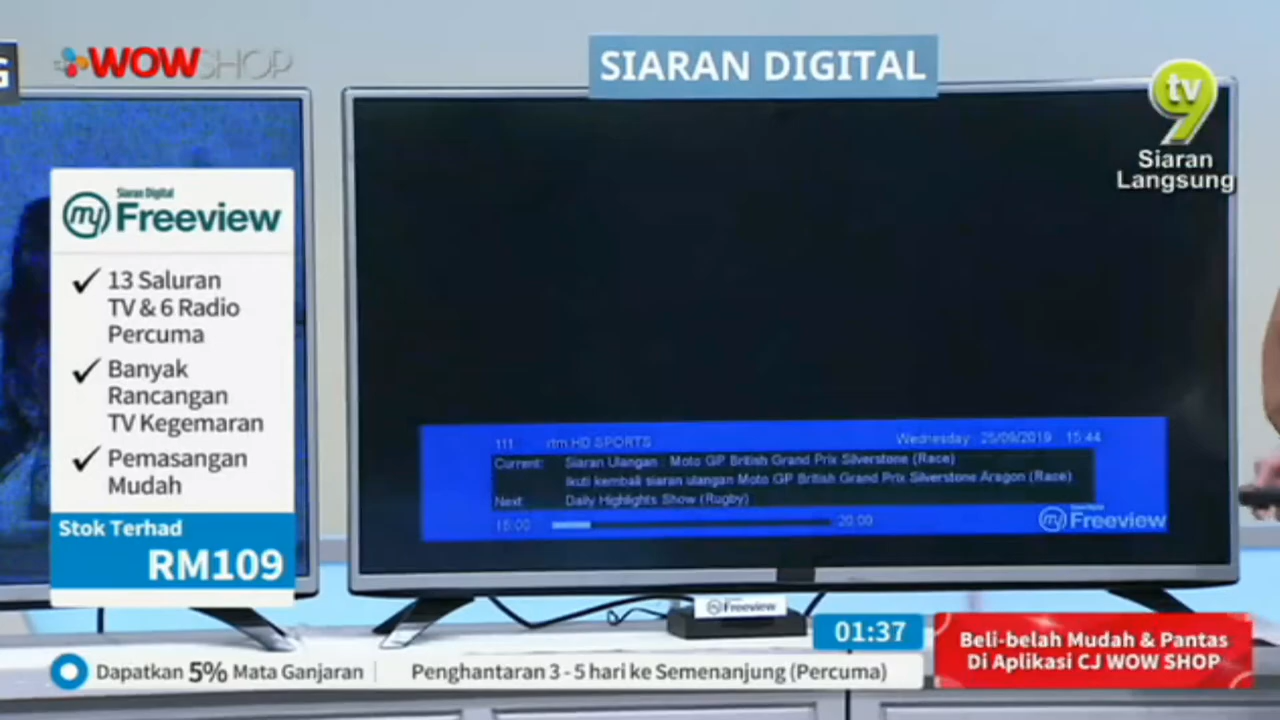 G
WOWSHOP
SIARAN DIGITAL
tv9
Siaran
Langsung
Siaran Digital
my Freeview
13 Saluran
TV & 6 Radio
Percuma
Banyak
Rancangan
TV Kegemaran
Pemasangan
Mudah
Stok Terhad
RM109
111 rtm HD SPORTS Wednesday 25/09/2019 15:44
Current: Siaran Ulangan : Moto GP British Grand Prix Silverstone (Race)
Ikuti kembali siaran ulangan Moto GP British Grand Prix Silverstone Aragon (Race)
Next: Daily Highlights Show (Rugby)
15:00 20:00
my Freeview
my Freeview
01:37
Dapatkan 5% Mata Ganjaran | Penghantaran 3 - 5 hari ke Semenanjung (Percuma)
Beli-belah Mudah & Pantas
Di Aplikasi CJ WOW SHOP